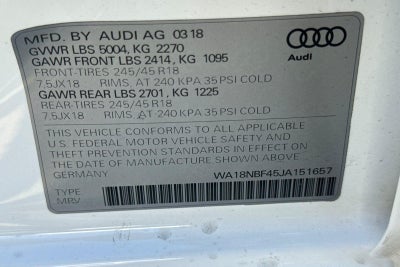 MFD. BY AUDI AG 03 18
GVWR LBS 5004, KG 2270
GAWR FRONT LBS 2414, KG 1095
FRONT-TIRES 245/45 R18
7.5JX18 RIMS, AT 240 KPA 35 PSI COLD
GAWR REAR LBS 2701, KG 1225
REAR-TIRES 245/45 R18
7.5JX18 RIMS, AT 240 KPA 35 PSI COLD
Audi
THIS VEHICLE CONFORMS TO ALL APPLICABLE
U.S. FEDERAL MOTOR VEHICLE SAFETY BUMPER
AND THEFT PREVENTION STANDARDS IN EFFECT ON
THE DATE OF MANUFACTURE SHOWN ABOVE.
WA18NBF45JA151657
TYPE
MPV